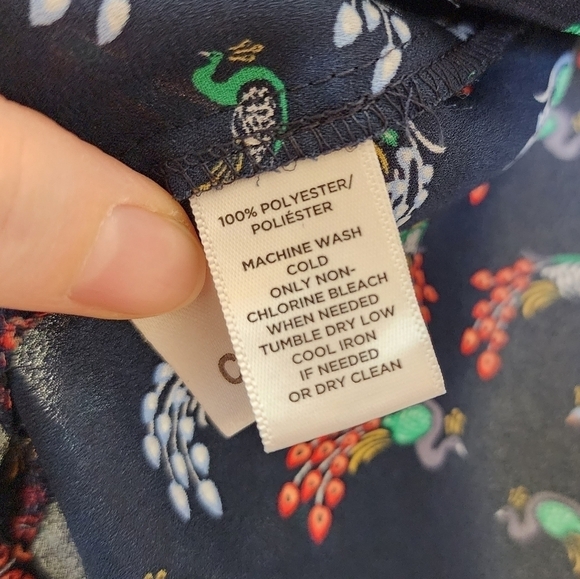 100% POLYESTER/
POLIÉSTER
MACHINE WASH
COLD
ONLY NON-
CHLORINE BLEACH
WHEN NEEDED
TUMBLE DRY LOW
COOL IRON
IF NEEDED
OR DRY CLEAN